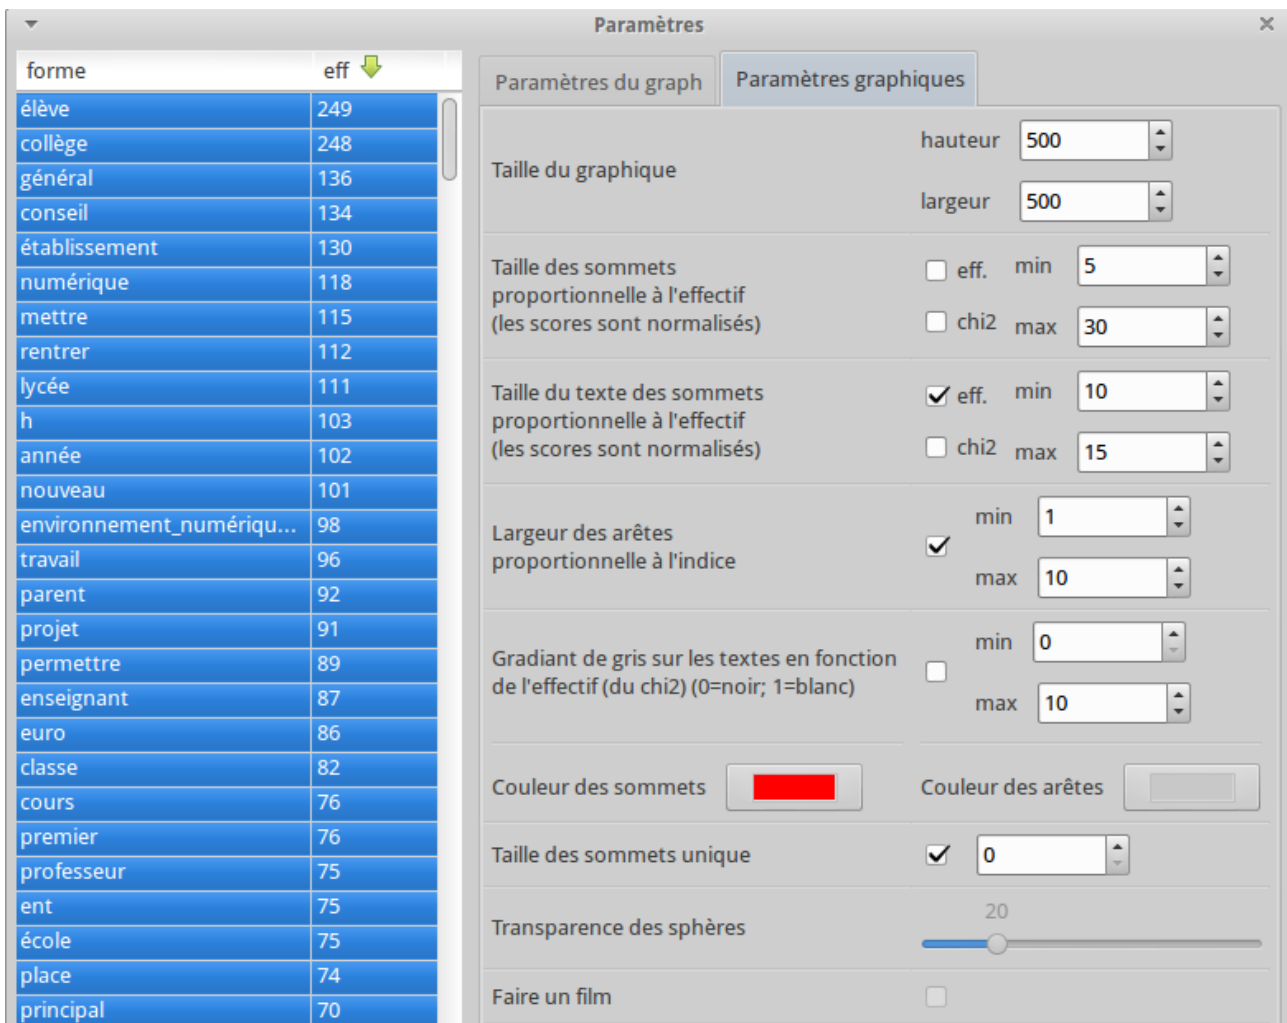 Paramètres
forme eff
élève 249
collège 248
général 136
conseil 134
établissement 130
numérique 118
mettre 115
rentrer 112
lycée 111
h 103
année 102
nouveau 101
environnement_numériqu... 98
travail 96
parent 92
projet 91
permettre 89
enseignant 87
euro 86
classe 82
cours 76
premier 76
professeur 75
ent 75
école 75
place 74
principal 70
Paramètres du graph Paramètres graphiques
Taille du graphique
hauteur 500
largeur 500
Taille des sommets
proportionnelle à l'effectif
(les scores sont normalisés)
eff. min 5
chi2 max 30
Taille du texte des sommets
proportionnelle à l'effectif
(les scores sont normalisés)
eff. min 10
chi2 max 15
Largeur des arêtes
proportionnelle à l'indice
min 1
max 10
Gradiant de gris sur les textes en fonction
de l'effectif (du chi2) (0=noir; 1=blanc)
min 0
max 10
Couleur des sommets Couleur des arêtes
Taille des sommets unique 0
Transparence des sphères 20
Faire un film